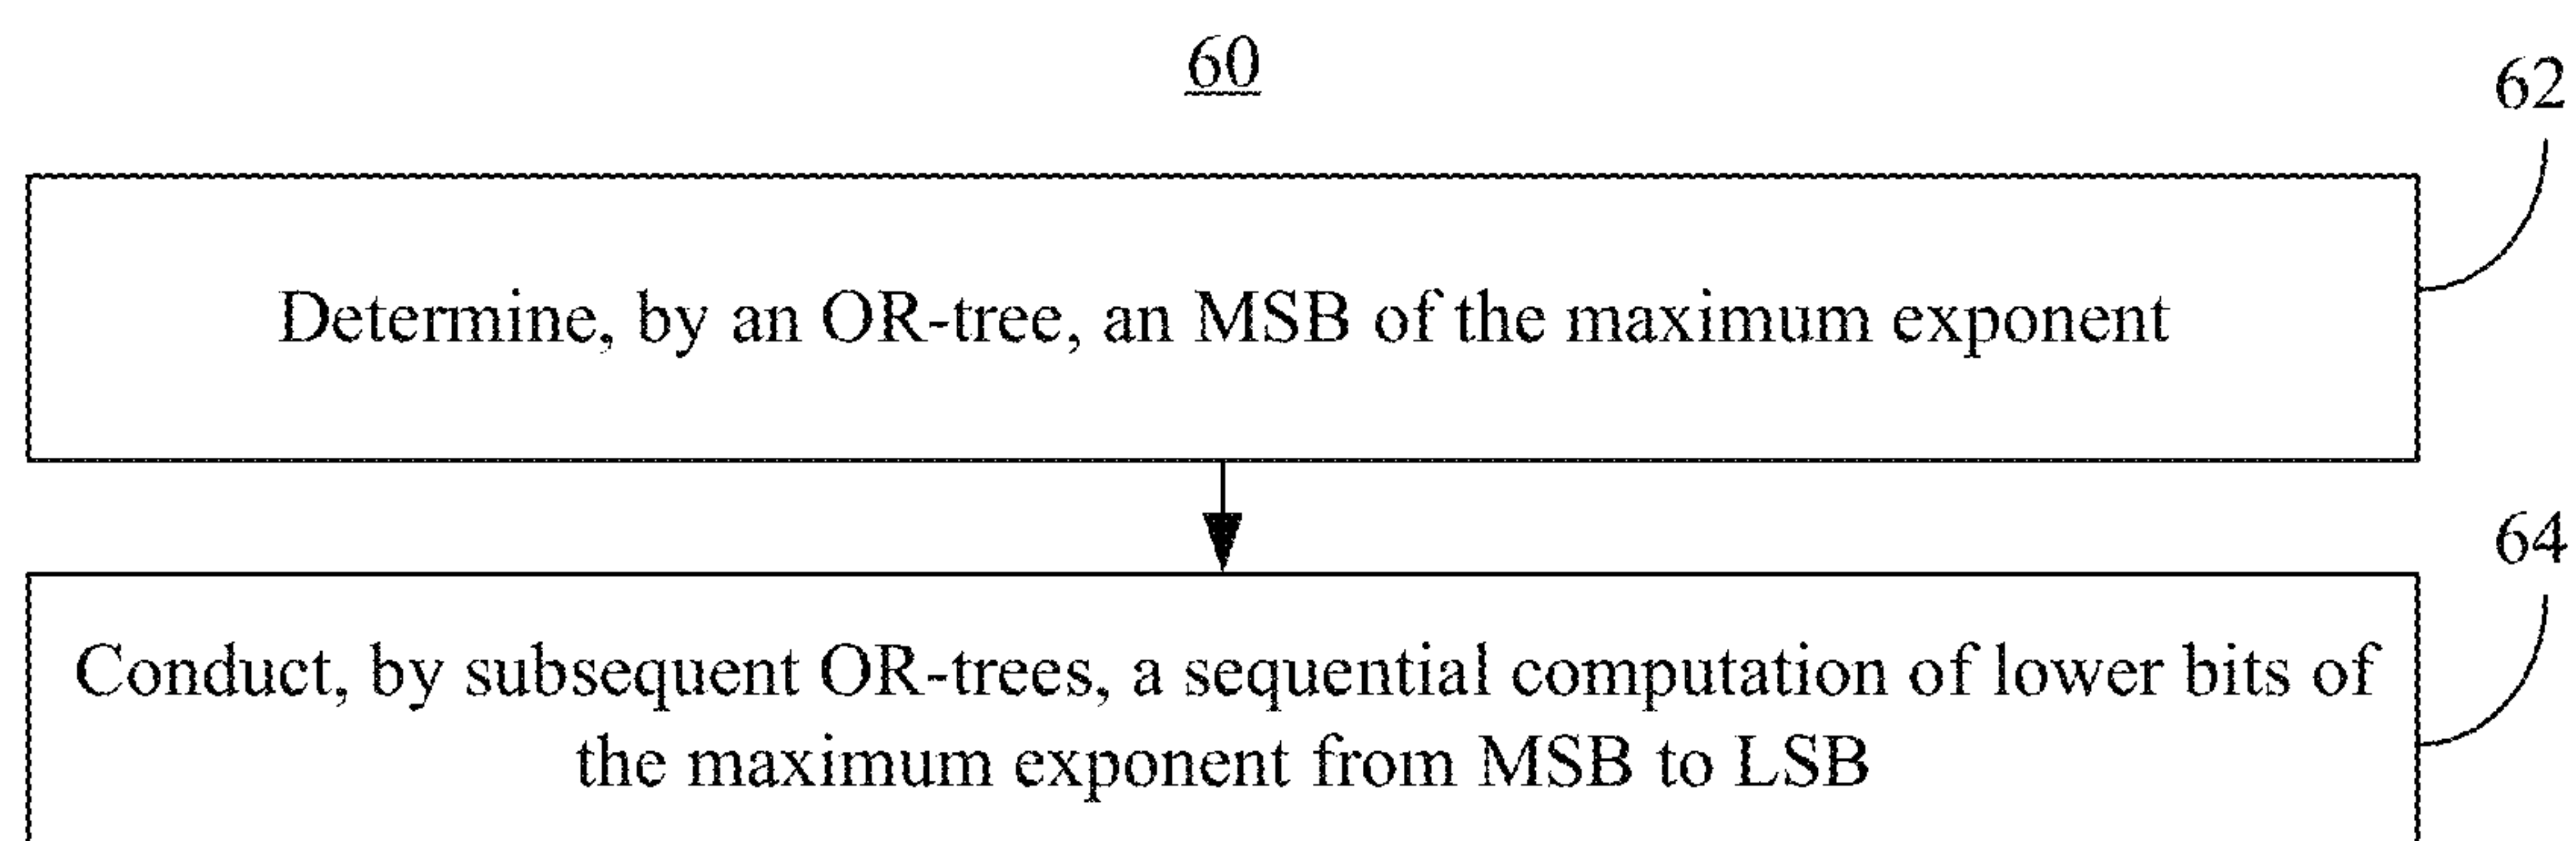 60
62
Determine, by an OR-tree, an MSB of the maximum exponent
64
Conduct, by subsequent OR-trees, a sequential computation of lower bits of
the maximum exponent from MSB to LSB